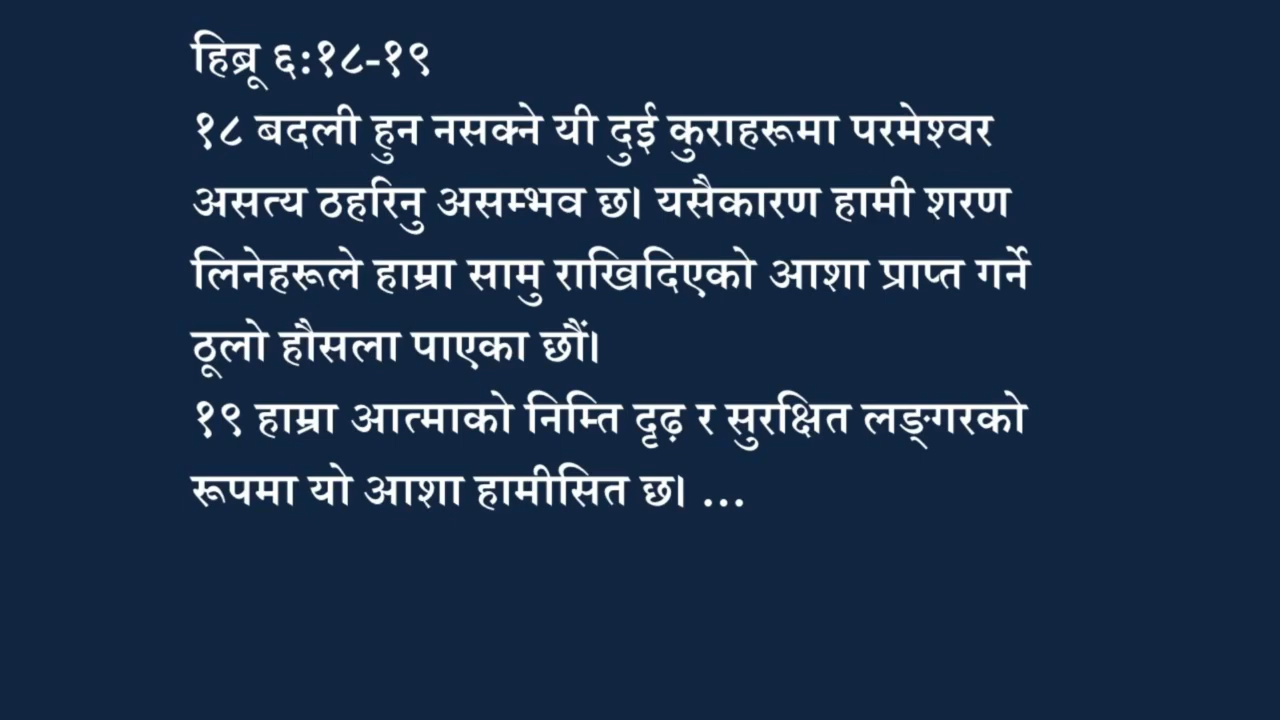 हिब्रू ६:१८-१९
१८ बदली हुन नसक्ने यी दुई कुराहरूमा परमेश्वर
असत्य ठहरिनु असम्भव छ। यसैकारण हामी शरण
लिनेहरूले हाम्रा सामु राखिदिएको आशा प्राप्त गर्ने
ठूलो हौसला पाएका छौं।
१९ हाम्रा आत्माको निम्ति दृढ़ र सुरक्षित लङ्गरको
रूपमा यो आशा हामीसित छ। ...